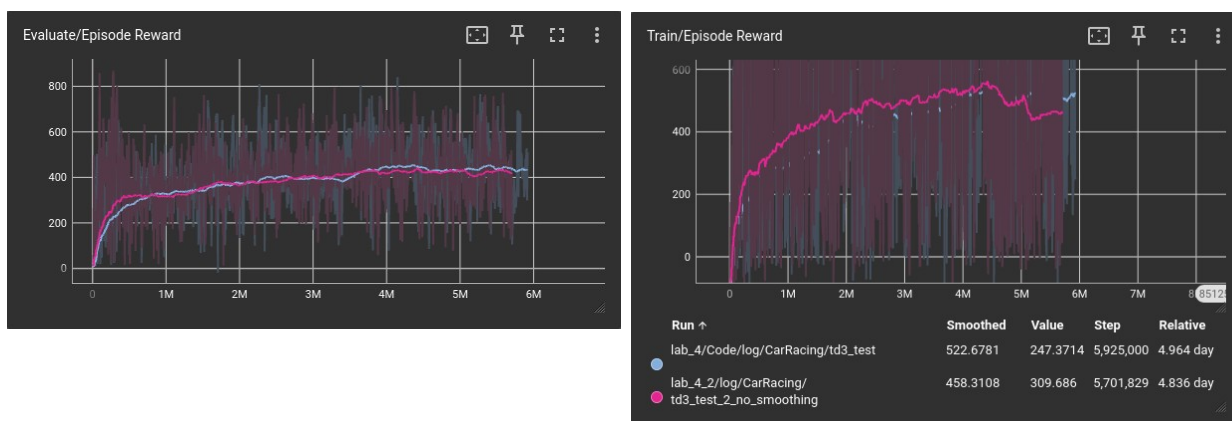 Evaluate/Episode Reward
800
600
400
200
0
0 1M 2M 3M 4M 5M 6M
Train/Episode Reward
600
400
200
0
0 1M 2M 3M 4M 5M 6M 7M 8 8512
Run ↑ Smoothed Value Step Relative
lab_4/Code/log/CarRacing/td3_test 522.6781 247.3714 5,925,000 4.964 day
lab_4_2/log/CarRacing/ 458.3108 309.686 5,701,829 4.836 day
td3_test_2_no_smoothing